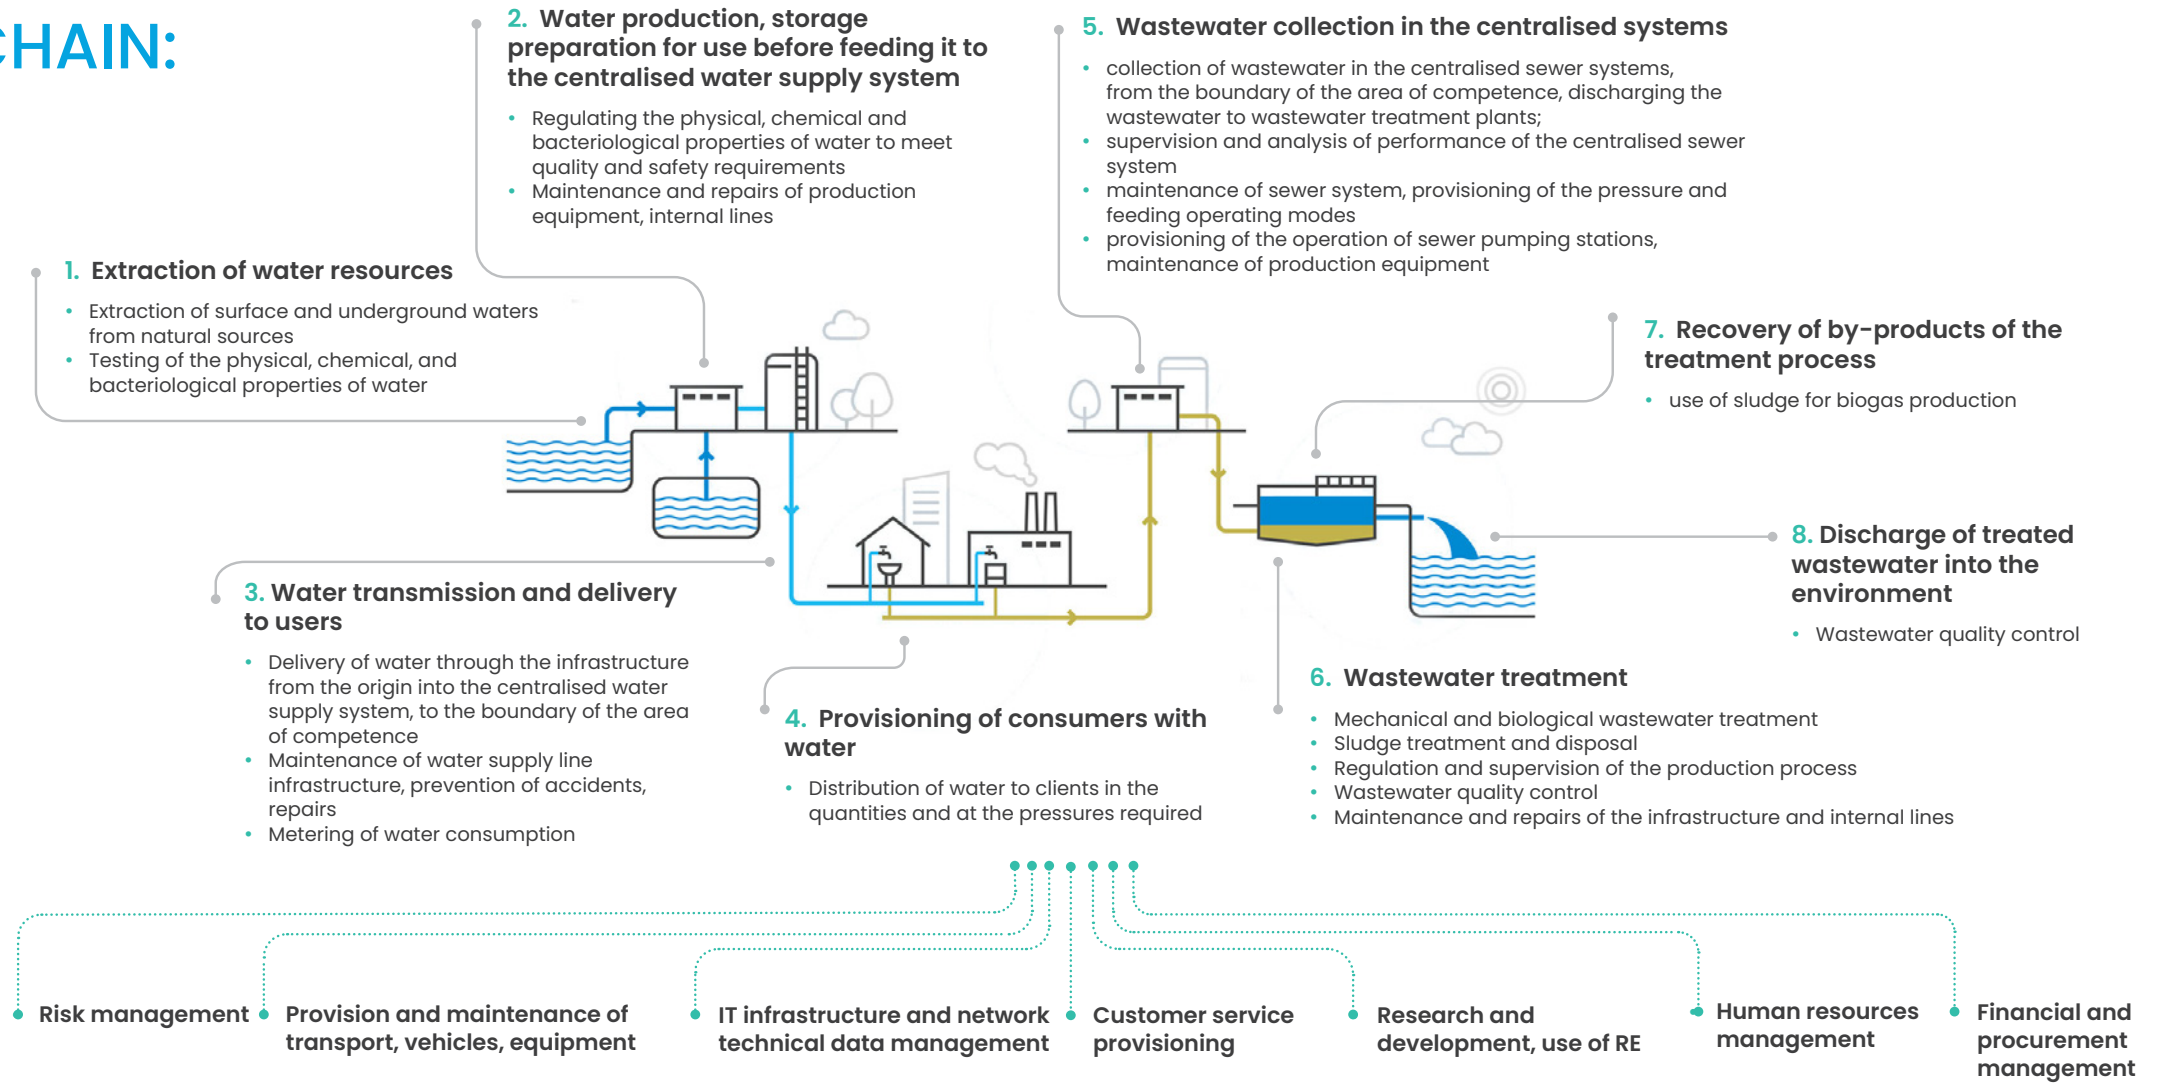 CHAIN:
2. Water production, storage
preparation for use before feeding it to
the centralised water supply system
• Regulating the physical, chemical and
bacteriological properties of water to meet
quality and safety requirements
• Maintenance and repairs of production
equipment, internal lines
5. Wastewater collection in the centralised systems
• collection of wastewater in the centralised sewer systems,
from the boundary of the area of competence, discharging the
wastewater to wastewater treatment plants;
• supervision and analysis of performance of the centralised sewer
system
• maintenance of sewer system, provisioning of the pressure and
feeding operating modes
• provisioning of the operation of sewer pumping stations,
maintenance of production equipment
1. Extraction of water resources
• Extraction of surface and underground waters
from natural sources
• Testing of the physical, chemical, and
bacteriological properties of water
7. Recovery of by-products of the
treatment process
• use of sludge for biogas production
8. Discharge of treated
wastewater into the
environment
• Wastewater quality control
3. Water transmission and delivery
to users
• Delivery of water through the infrastructure
from the origin into the centralised water
supply system, to the boundary of the area
of competence
• Maintenance of water supply line
infrastructure, prevention of accidents,
repairs
• Metering of water consumption
4. Provisioning of consumers with
water
• Distribution of water to clients in the
quantities and at the pressures required
6. Wastewater treatment
• Mechanical and biological wastewater treatment
• Sludge treatment and disposal
• Regulation and supervision of the production process
• Wastewater quality control
• Maintenance and repairs of the infrastructure and internal lines
Risk management
Provision and maintenance of
transport, vehicles, equipment
IT infrastructure and network
technical data management
Customer service
provisioning
Research and
development, use of RE
Human resources
management
Financial and
procurement
management